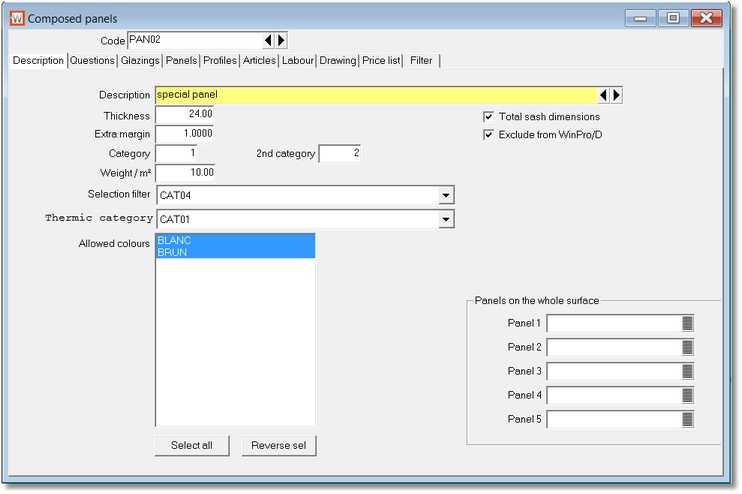 W Composed panels
Code PAN02
Description Questions Glazings Panels Profiles Articles Labour Drawing Price list Filter
Description special panel
Thickness 24.00 Total sash dimensions
Extra margin 1.0000 Exclude from WinPro/D
Category 1 2nd category 2
Weight / m² 10.00
Selection filter CAT04
Thermic category CAT01
Allowed colours BLANC
BRUN
Panels on the whole surface
Panel 1
Panel 2
Panel 3
Panel 4
Panel 5
Select all Reverse sel